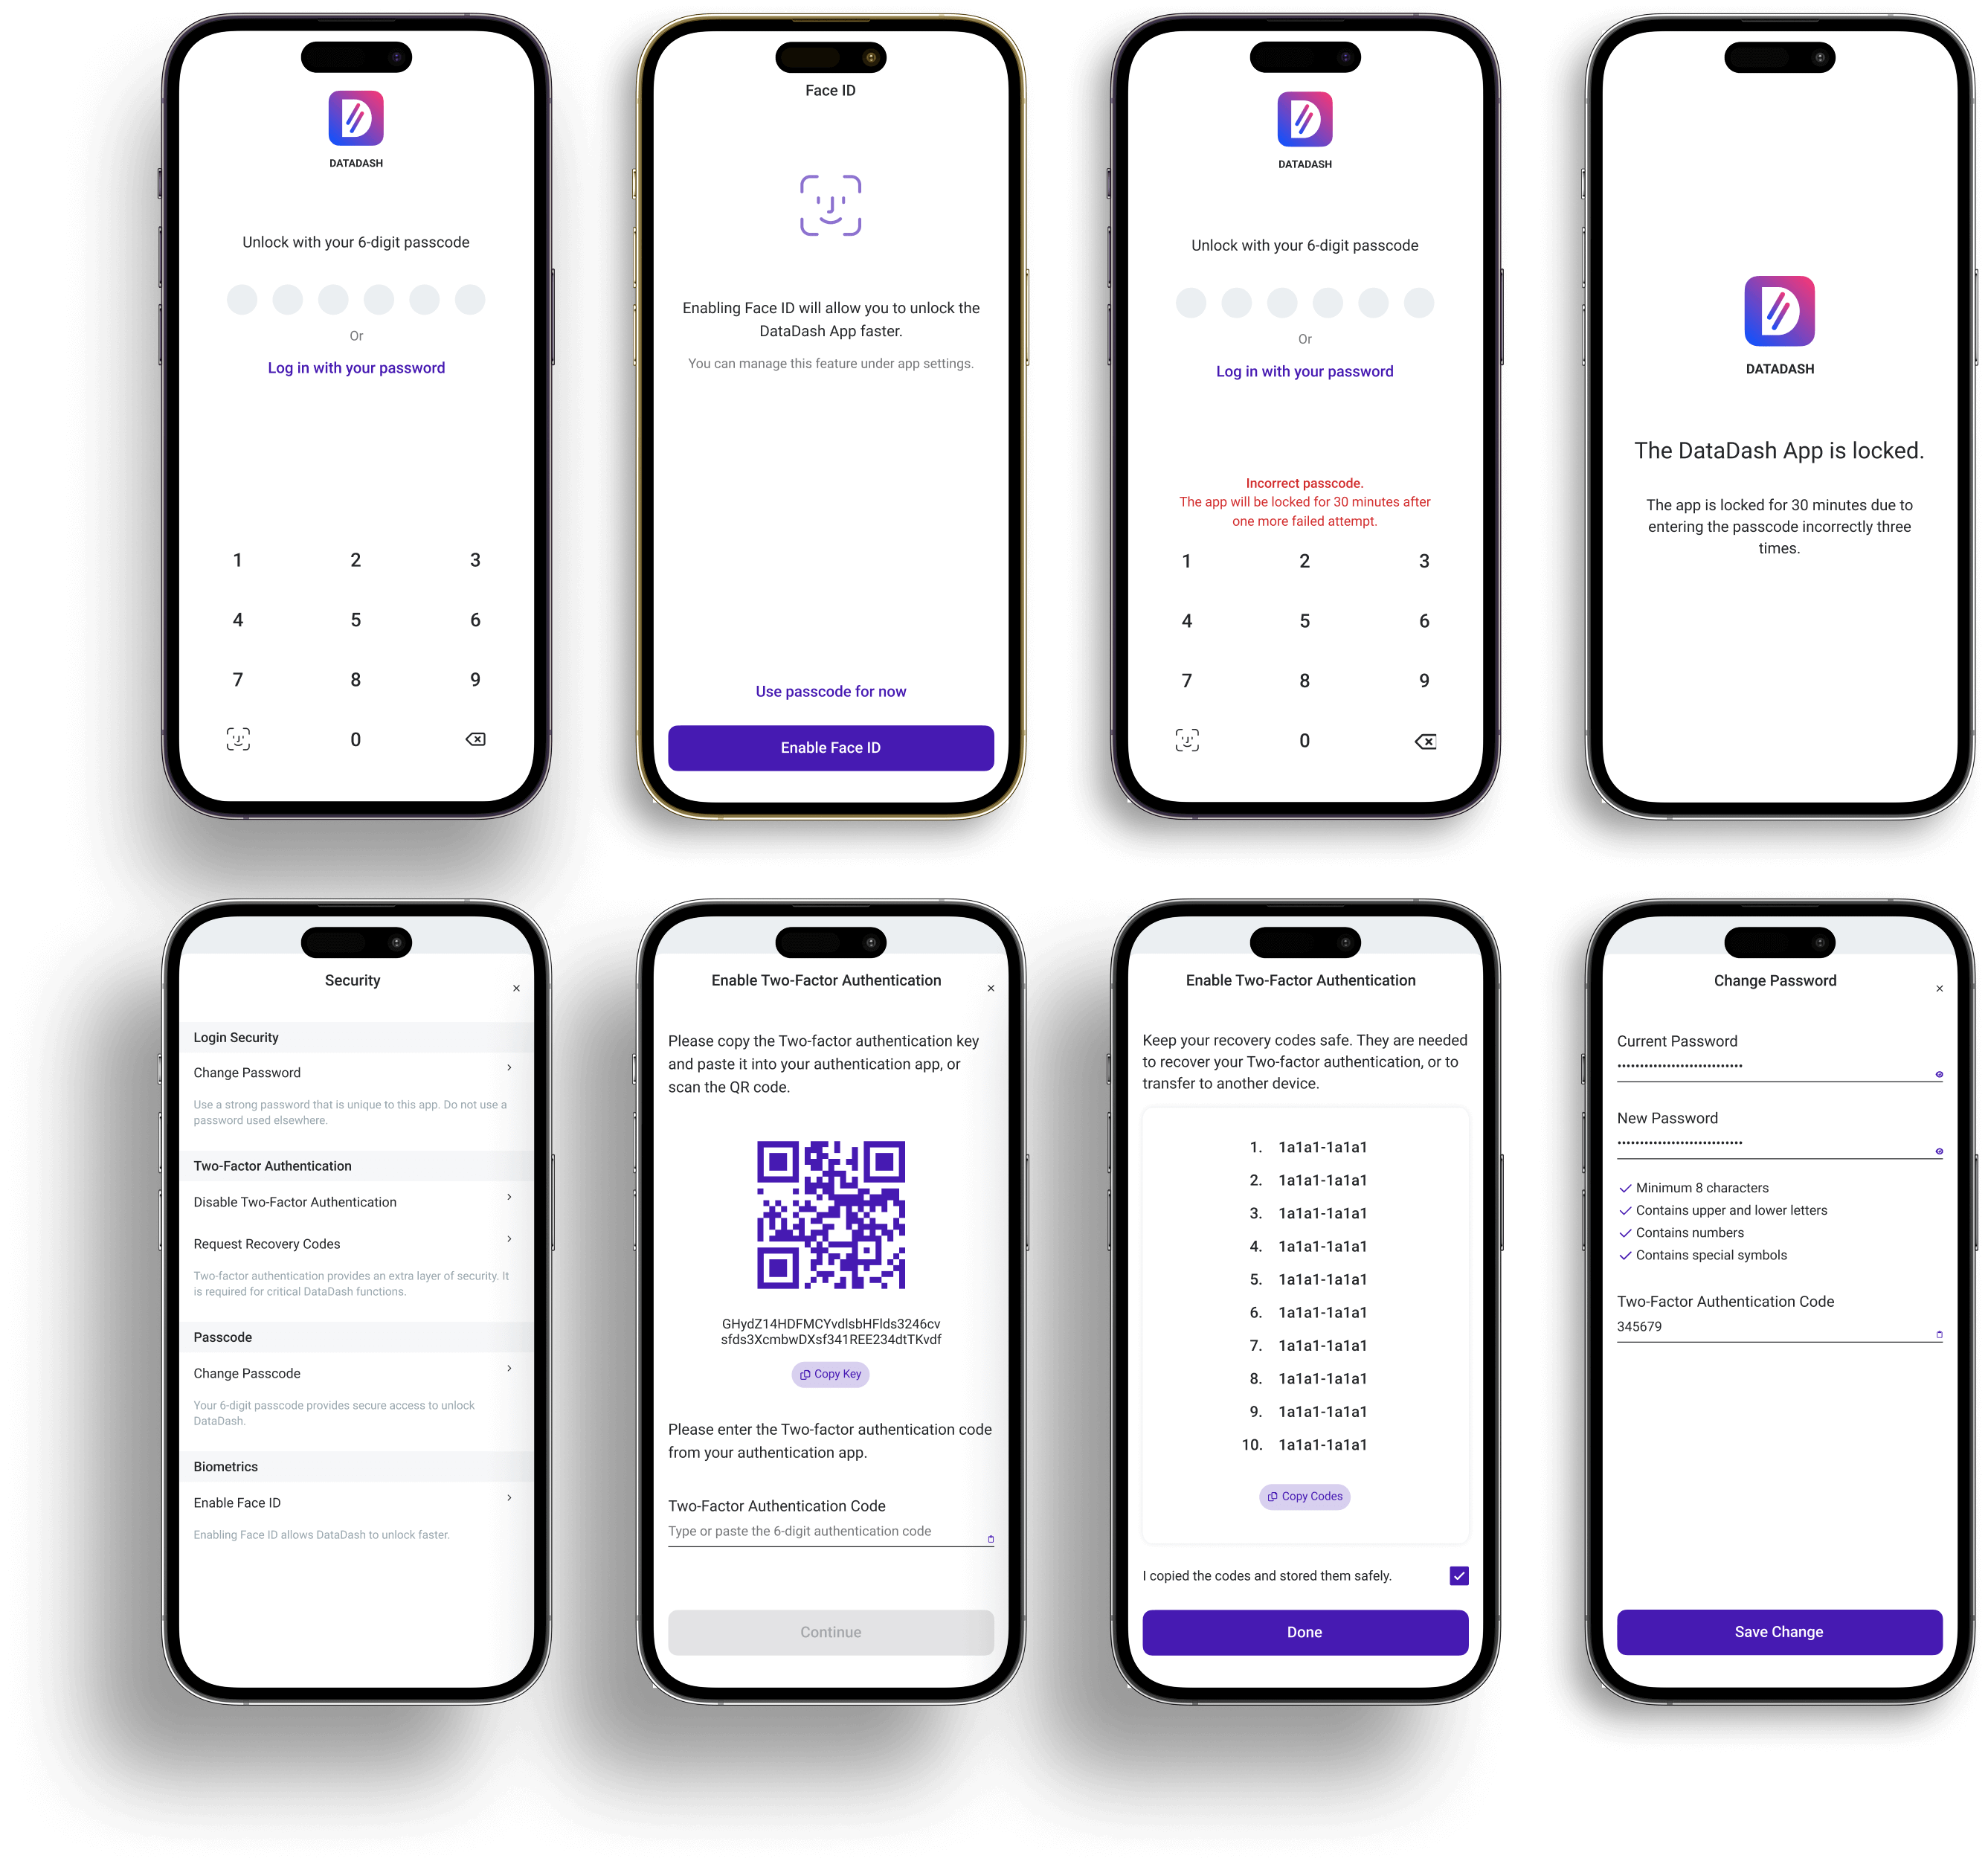 DATADASH
Unlock with your 6-digit passcode
Or
Log in with your password
1 2 3
4 5 6
7 8 9
0
Face ID
Enabling Face ID will allow you to unlock the
DataDash App faster.
You can manage this feature under app settings.
Use passcode for now
Enable Face ID
DATADASH
Unlock with your 6-digit passcode
Or
Log in with your password
Incorrect passcode.
The app will be locked for 30 minutes after
one more failed attempt.
1 2 3
4 5 6
7 8 9
0
DATADASH
The DataDash App is locked.
The app is locked for 30 minutes due to
entering the passcode incorrectly three
times.
Security
Login Security
Change Password
Use a strong password that is unique to this app. Do not use a
password used elsewhere.
Two-Factor Authentication
Disable Two-Factor Authentication
Request Recovery Codes
Two-factor authentication provides an extra layer of security. It
is required for critical DataDash functions.
Passcode
Change Passcode
Your 6-digit passcode provides secure access to unlock
DataDash.
Biometrics
Enable Face ID
Enabling Face ID allows DataDash to unlock faster.
Enable Two-Factor Authentication
Please copy the Two-factor authentication key
and paste it into your authentication app, or
scan the QR code.
GHydZ14HDFMCYvdlsbHFlds3246cv
sfds3XcmbwDXsf341REE234dtTKvdf
Copy Key
Please enter the Two-factor authentication code
from your authentication app.
Two-Factor Authentication Code
Type or paste the 6-digit authentication code
Continue
Enable Two-Factor Authentication
Keep your recovery codes safe. They are needed
to recover your Two-factor authentication, or to
transfer to another device.
1. 1a1a1-1a1a1
2. 1a1a1-1a1a1
3. 1a1a1-1a1a1
4. 1a1a1-1a1a1
5. 1a1a1-1a1a1
6. 1a1a1-1a1a1
7. 1a1a1-1a1a1
8. 1a1a1-1a1a1
9. 1a1a1-1a1a1
10. 1a1a1-1a1a1
Copy Codes
I copied the codes and stored them safely.
Done
Change Password
Current Password
New Password
Minimum 8 characters
Contains upper and lower letters
Contains numbers
Contains special symbols
Two-Factor Authentication Code
345679
Save Change